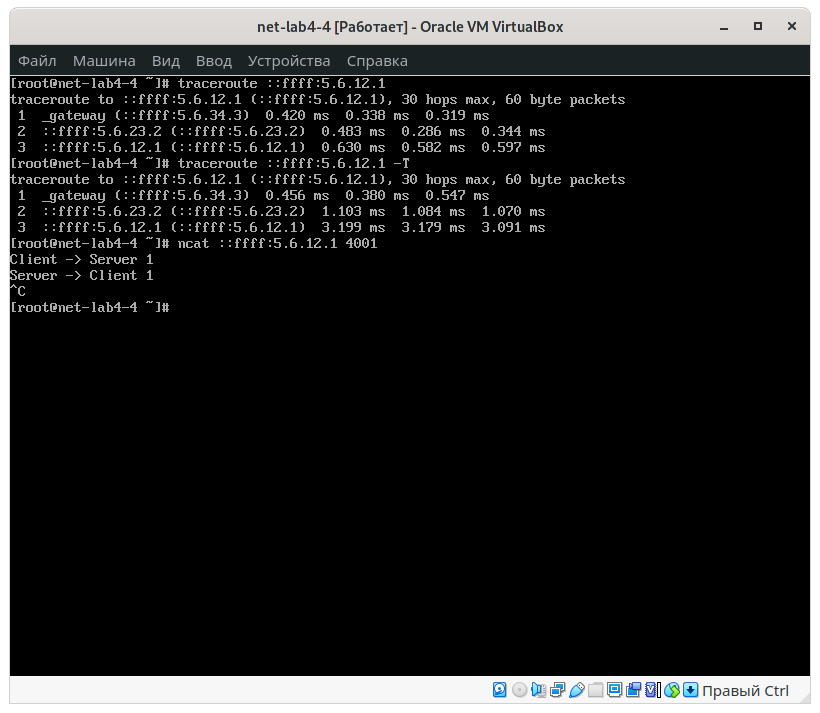 net-lab4-4 [Работает] - Oracle VM VirtualBox
Файл Машина Вид Ввод Устройства Справка
[root@net-lab4-4 ~]# traceroute ::ffff:5.6.12.1
traceroute to ::ffff:5.6.12.1 (::ffff:5.6.12.1), 30 hops max, 60 byte packets
 1  _gateway (::ffff:5.6.34.3)  0.420 ms  0.338 ms  0.319 ms
 2  ::ffff:5.6.23.2 (::ffff:5.6.23.2)  0.483 ms  0.286 ms  0.344 ms
 3  ::ffff:5.6.12.1 (::ffff:5.6.12.1)  0.630 ms  0.582 ms  0.597 ms
[root@net-lab4-4 ~]# traceroute ::ffff:5.6.12.1 -T
traceroute to ::ffff:5.6.12.1 (::ffff:5.6.12.1), 30 hops max, 60 byte packets
 1  _gateway (::ffff:5.6.34.3)  0.456 ms  0.380 ms  0.547 ms
 2  ::ffff:5.6.23.2 (::ffff:5.6.23.2)  1.103 ms  1.084 ms  1.070 ms
 3  ::ffff:5.6.12.1 (::ffff:5.6.12.1)  3.199 ms  3.179 ms  3.091 ms
[root@net-lab4-4 ~]# ncat ::ffff:5.6.12.1 4001
Client -> Server 1
Server -> Client 1
^C
[root@net-lab4-4 ~]#
Правый Ctrl